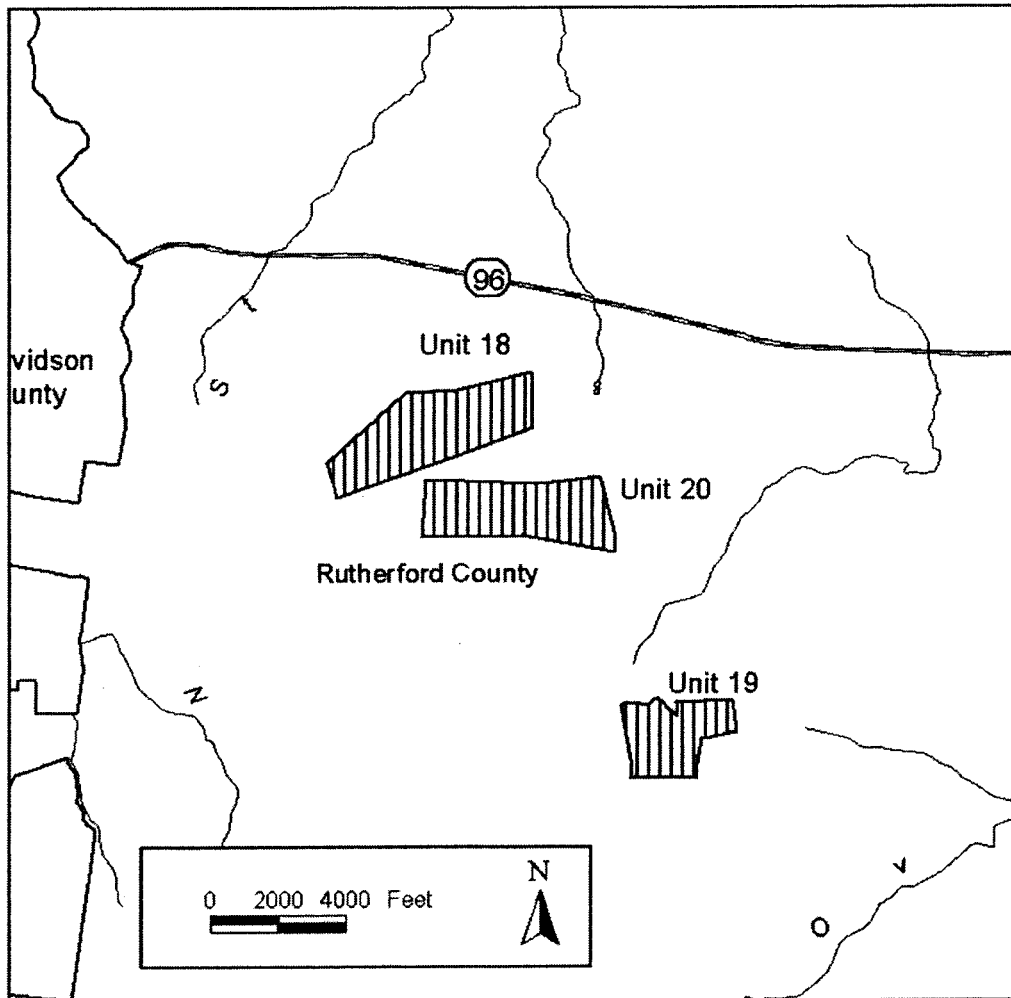 96
Unit 18
vidson
unty
S
Unit 20
Rutherford County
N
Unit 19
0 2000 4000 Feet
N
O